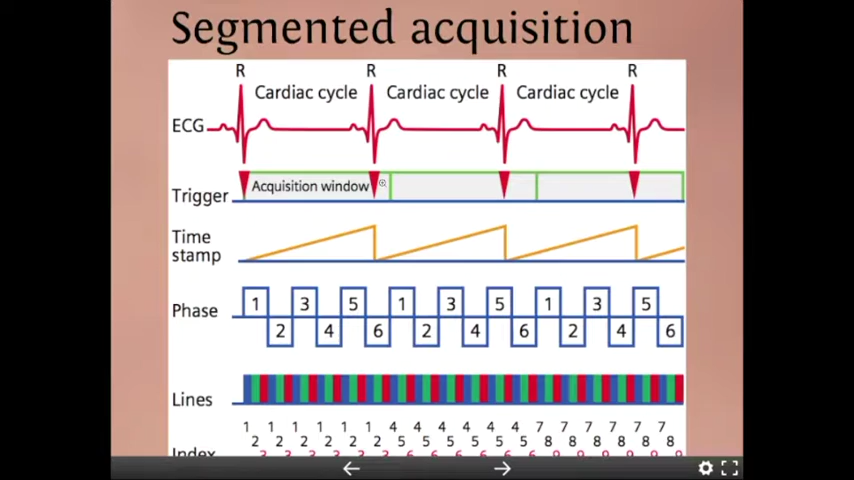 Segmented acquisition
R R R R
Cardiac cycle Cardiac cycle Cardiac cycle
ECG
Acquisition window
Trigger
Time
stamp
1 3 5 1 3 5 1 3 5
Phase
2 4 6 2 4 6 2 4 6
Lines
1 1 1 1 1 1 4 4 4 4 4 4 7 7 7 7 7 7
2 2 2 2 2 2 5 5 5 5 5 5 8 8 8 8 8 8
Index